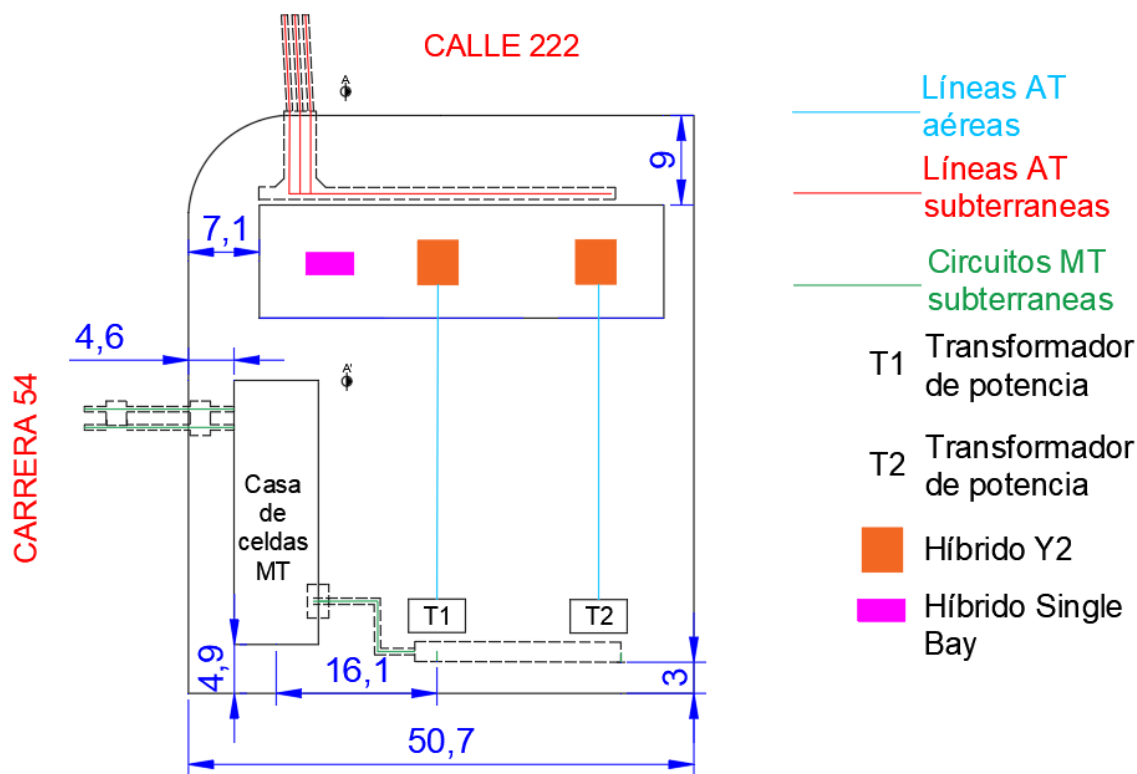 CALLE 222
A
9
7,1
4,6
A'
CARRERA 54
Casa
de
celdas
MT
T1
T2
4,9
16,1
3
50,7
Líneas AT
aéreas
Líneas AT
subterraneas
Circuitos MT
subterraneas
T1
Transformador
de potencia
T2
Transformador
de potencia
Híbrido Y2
Híbrido Single
Bay